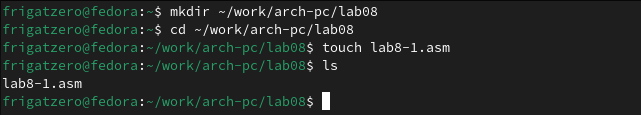 frigatzero@fedora:~$ mkdir ~/work/arch-pc/lab08
frigatzero@fedora:~$ cd ~/work/arch-pc/lab08
frigatzero@fedora:~/work/arch-pc/lab08$ touch lab8-1.asm
frigatzero@fedora:~/work/arch-pc/lab08$ ls
lab8-1.asm
frigatzero@fedora:~/work/arch-pc/lab08$